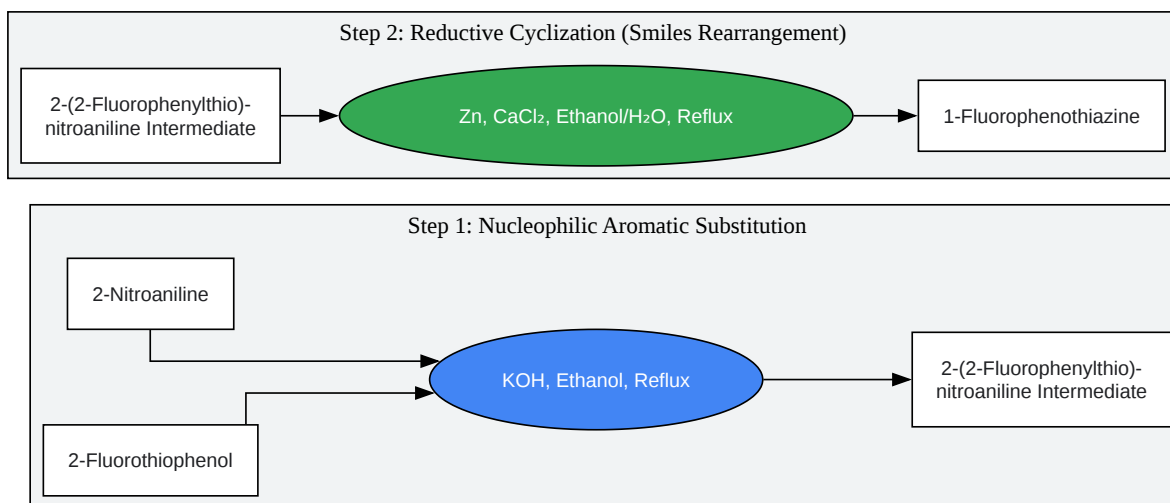 Step 2: Reductive Cyclization (Smiles Rearrangement)
2-(2-Fluorophenylthio)-
nitroaniline Intermediate
Zn, CaCl₂, Ethanol/H₂O, Reflux
1-Fluorophenothiazine
Step 1: Nucleophilic Aromatic Substitution
2-Nitroaniline
2-Fluorothiophenol
KOH, Ethanol, Reflux
2-(2-Fluorophenylthio)-
nitroaniline Intermediate